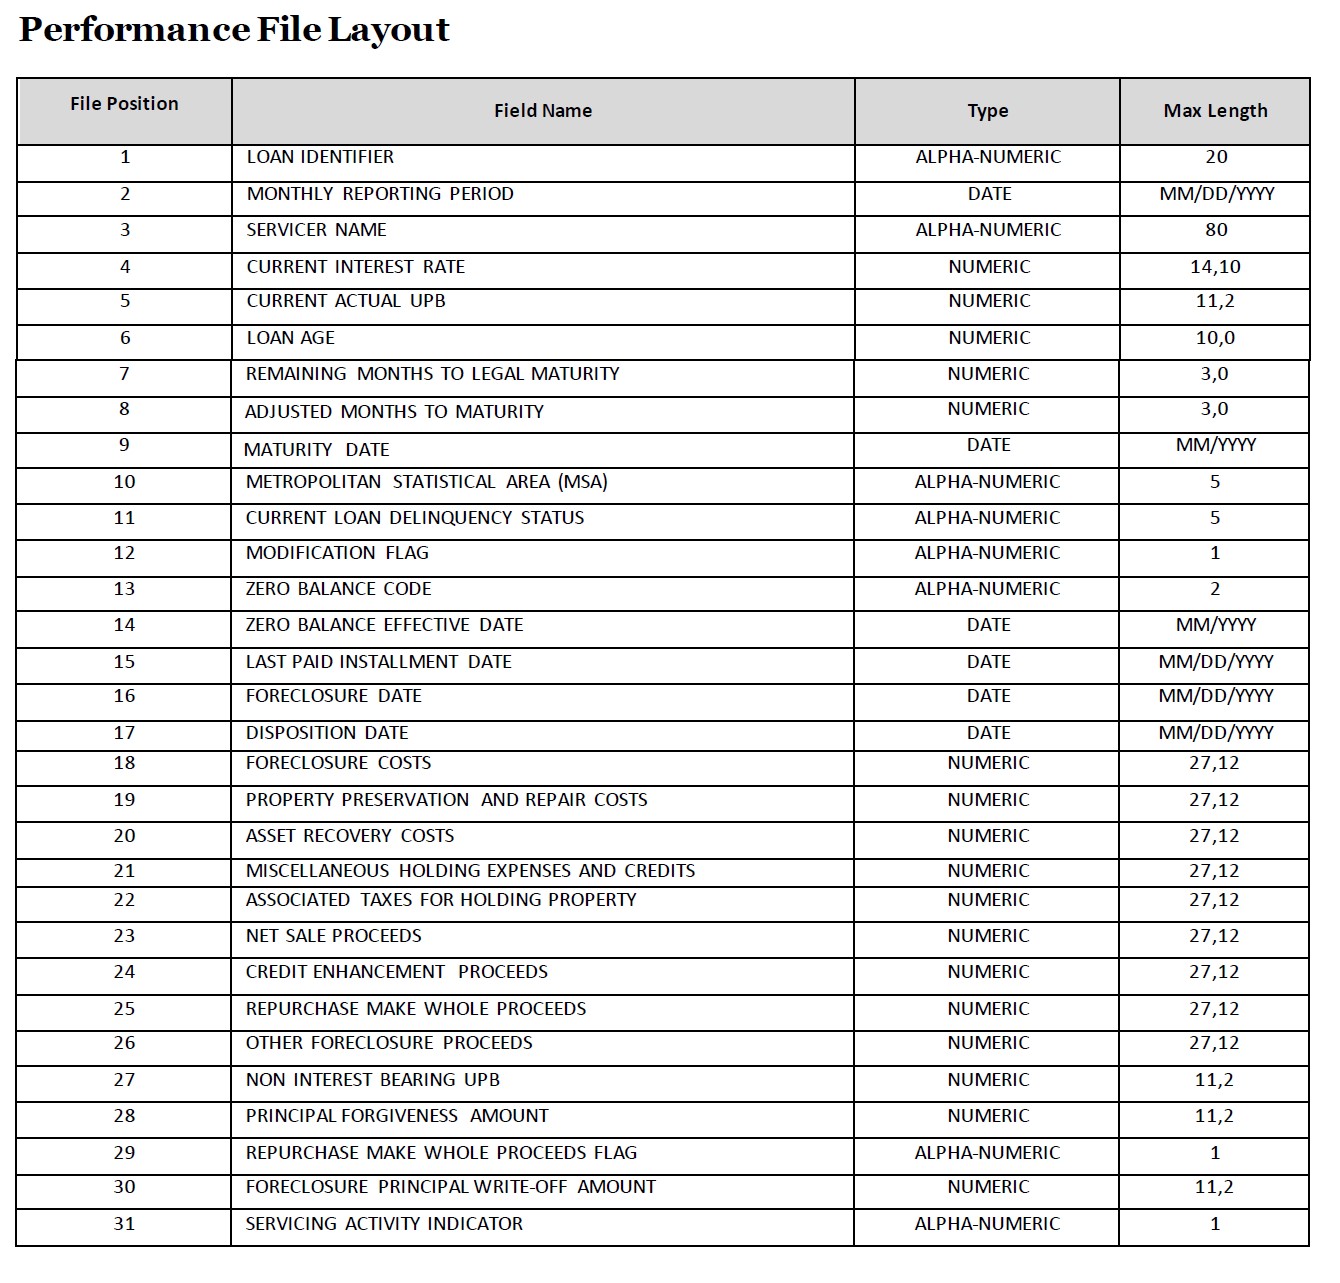 Performance File Layout
File Position Field Name Type Max Length
1 LOAN IDENTIFIER ALPHA-NUMERIC 20
2 MONTHLY REPORTING PERIOD DATE MM/DD/YYYY
3 SERVICER NAME ALPHA-NUMERIC 80
4 CURRENT INTEREST RATE NUMERIC 14,10
5 CURRENT ACTUAL UPB NUMERIC 11,2
6 LOAN AGE NUMERIC 10,0
7 REMAINING MONTHS TO LEGAL MATURITY NUMERIC 3,0
8 ADJUSTED MONTHS TO MATURITY NUMERIC 3,0
9 MATURITY DATE DATE MM/YYYY
10 METROPOLITAN STATISTICAL AREA (MSA) ALPHA-NUMERIC 5
11 CURRENT LOAN DELINQUENCY STATUS ALPHA-NUMERIC 5
12 MODIFICATION FLAG ALPHA-NUMERIC 1
13 ZERO BALANCE CODE ALPHA-NUMERIC 2
14 ZERO BALANCE EFFECTIVE DATE DATE MM/YYYY
15 LAST PAID INSTALLMENT DATE DATE MM/DD/YYYY
16 FORECLOSURE DATE DATE MM/DD/YYYY
17 DISPOSITION DATE DATE MM/DD/YYYY
18 FORECLOSURE COSTS NUMERIC 27,12
19 PROPERTY PRESERVATION AND REPAIR COSTS NUMERIC 27,12
20 ASSET RECOVERY COSTS NUMERIC 27,12
21 MISCELLANEOUS HOLDING EXPENSES AND CREDITS NUMERIC 27,12
22 ASSOCIATED TAXES FOR HOLDING PROPERTY NUMERIC 27,12
23 NET SALE PROCEEDS NUMERIC 27,12
24 CREDIT ENHANCEMENT PROCEEDS NUMERIC 27,12
25 REPURCHASE MAKE WHOLE PROCEEDS NUMERIC 27,12
26 OTHER FORECLOSURE PROCEEDS NUMERIC 27,12
27 NON INTEREST BEARING UPB NUMERIC 11,2
28 PRINCIPAL FORGIVENESS AMOUNT NUMERIC 11,2
29 REPURCHASE MAKE WHOLE PROCEEDS FLAG ALPHA-NUMERIC 1
30 FORECLOSURE PRINCIPAL WRITE-OFF AMOUNT NUMERIC 11,2
31 SERVICING ACTIVITY INDICATOR ALPHA-NUMERIC 1